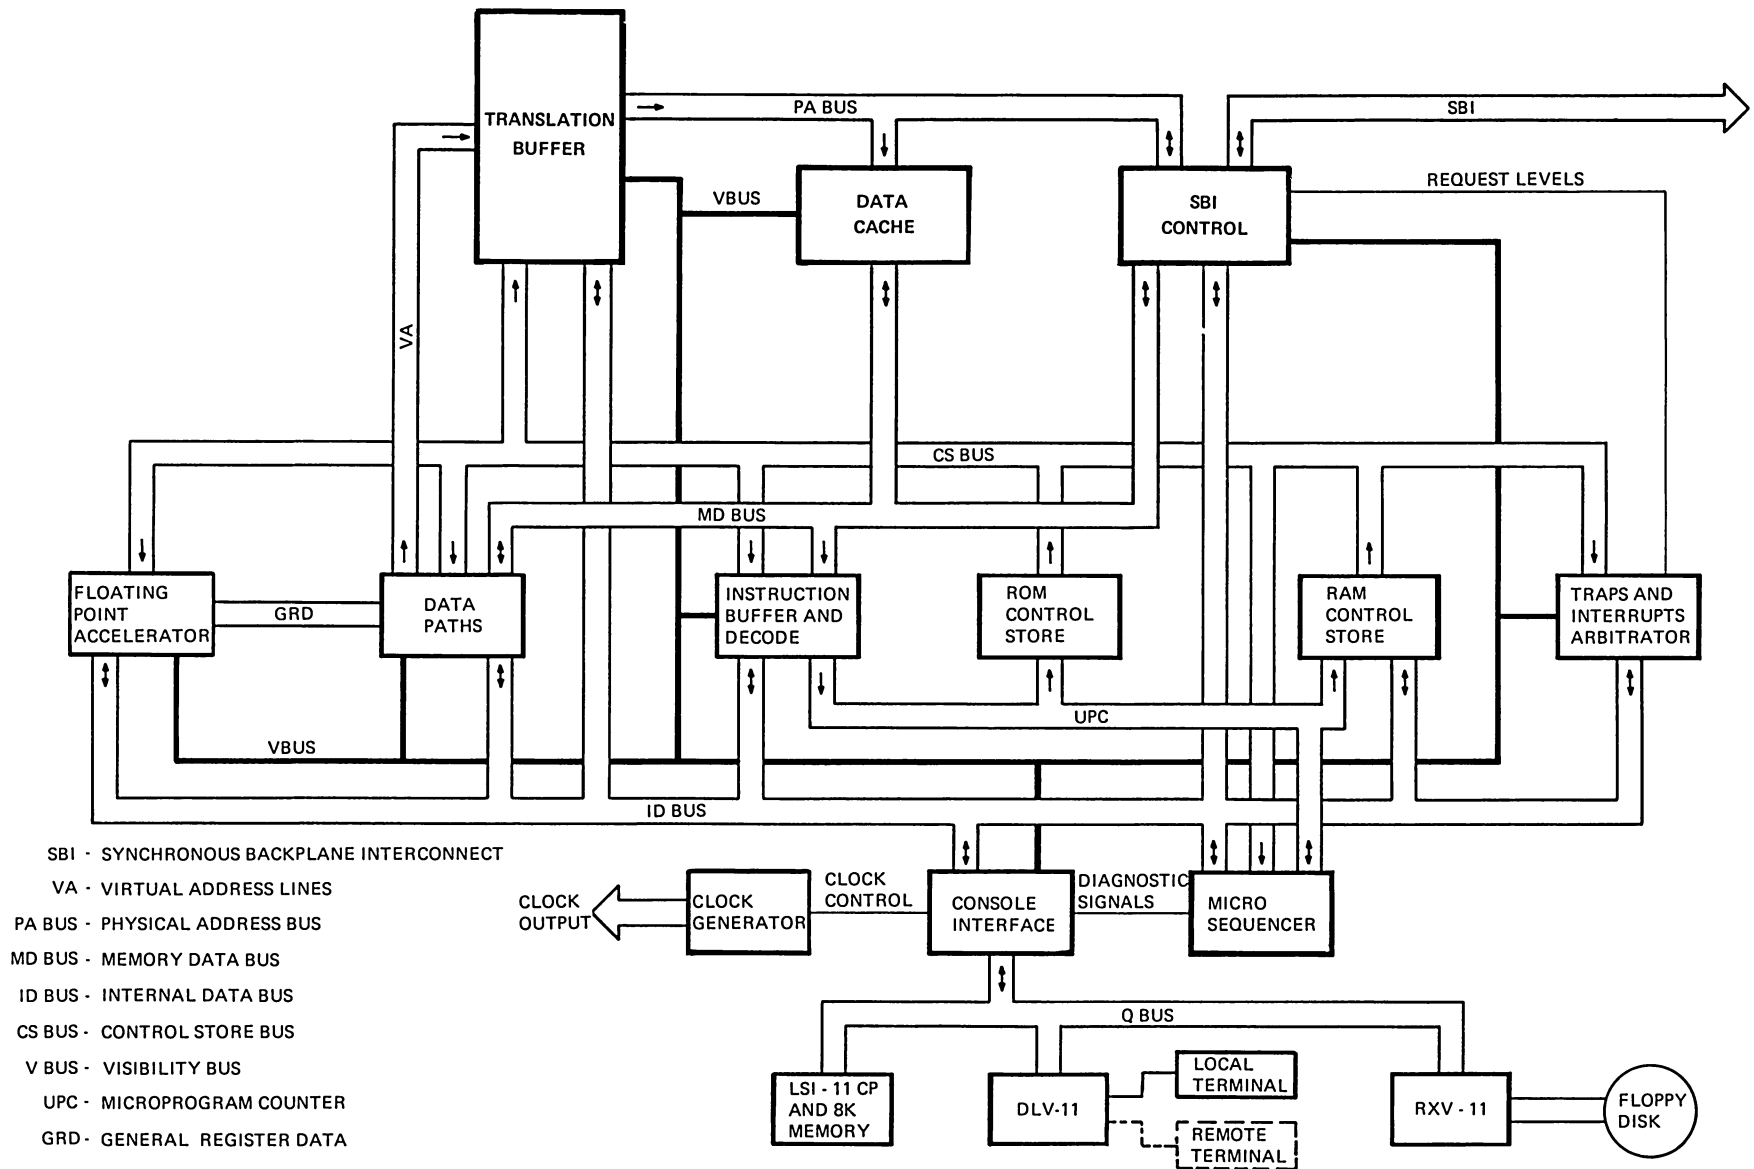 TRANSLATION
BUFFER
PA BUS
SBI
VBUS
DATA
CACHE
SBI
CONTROL
REQUEST LEVELS
VA
CS BUS
MD BUS
FLOATING
POINT
ACCELERATOR
GRD
DATA
PATHS
INSTRUCTION
BUFFER AND
DECODE
ROM
CONTROL
STORE
RAM
CONTROL
STORE
TRAPS AND
INTERRUPTS
ARBITRATOR
UPC
VBUS
ID BUS
SBI - SYNCHRONOUS BACKPLANE INTERCONNECT
VA - VIRTUAL ADDRESS LINES
PA BUS - PHYSICAL ADDRESS BUS
MD BUS - MEMORY DATA BUS
ID BUS - INTERNAL DATA BUS
CS BUS - CONTROL STORE BUS
V BUS - VISIBILITY BUS
UPC - MICROPROGRAM COUNTER
GRD - GENERAL REGISTER DATA
CLOCK
OUTPUT
CLOCK
GENERATOR
CLOCK
CONTROL
CONSOLE
INTERFACE
DIAGNOSTIC
SIGNALS
MICRO
SEQUENCER
Q BUS
LSI - 11 CP
AND 8K
MEMORY
DLV-11
LOCAL
TERMINAL
REMOTE
TERMINAL
RXV - 11
FLOPPY
DISK